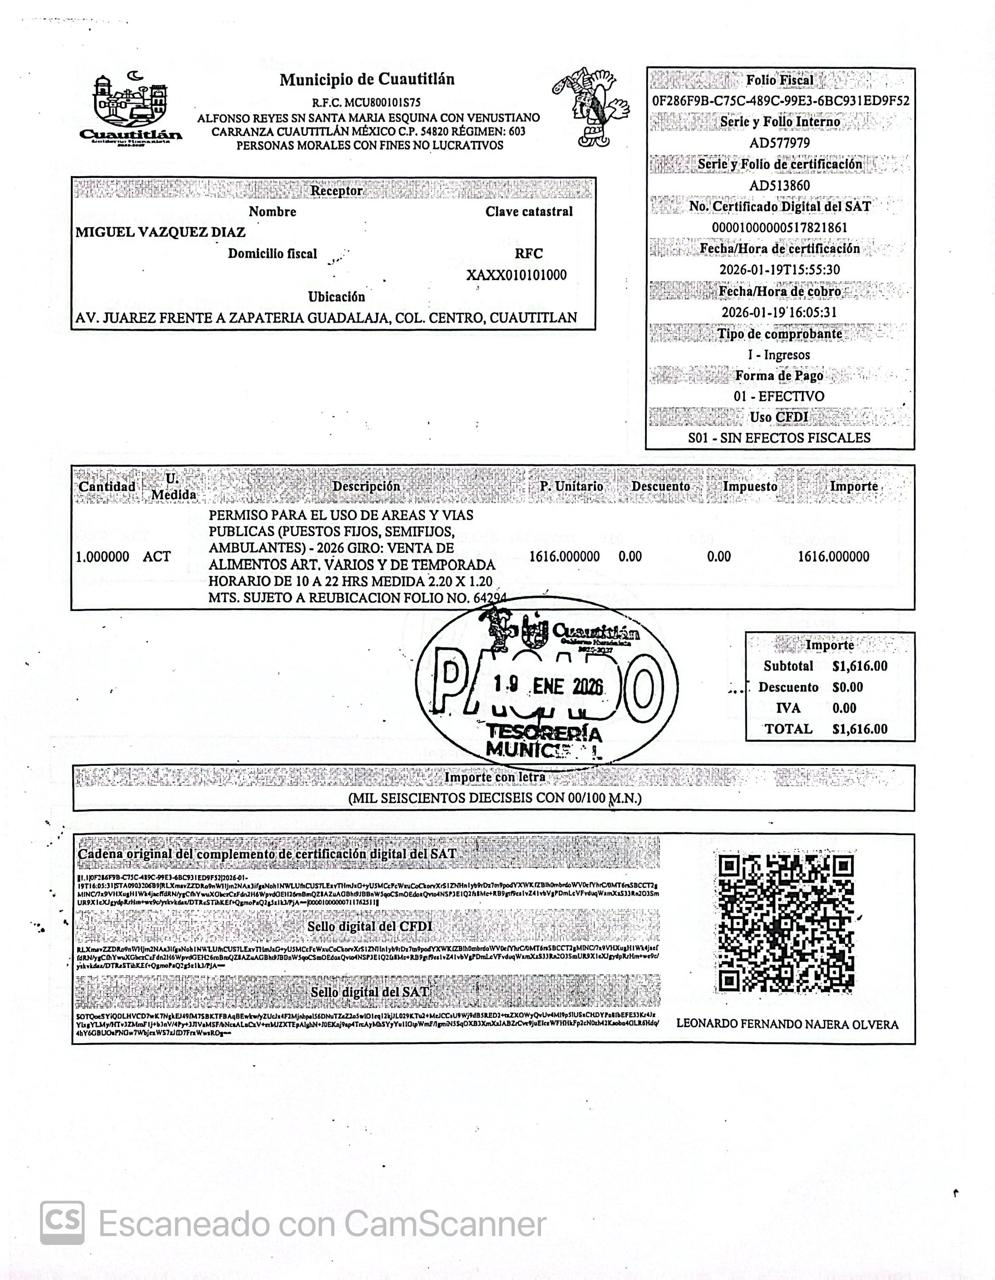 Municipio de Cuautitlán
R.F.C. MCU800101S75
ALFONSO REYES SN SANTA MARIA ESQUINA CON VENUSTIANO
CARRANZA CUAUTITLÁN MÉXICO C.P. 54820 RÉGIMEN: 603
PERSONAS MORALES CON FINES NO LUCRATIVOS
Cuautitlán
Folio Fiscal
0F286F9B-C75C-489C-99E3-6BC931ED9F52
Serie y Folio Interno
AD577979
Serie y Folio de certificación
AD513860
No. Certificado Digital del SAT
00001000000517821861
Fecha/Hora de certificación
2026-01-19T15:55:30
Fecha/Hora de cobro
2026-01-19 16:05:31
Tipo de comprobante
I - Ingresos
Forma de Pago
01 - EFECTIVO
Uso CFDI
S01 - SIN EFECTOS FISCALES
Receptor
Nombre Clave catastral
MIGUEL VAZQUEZ DIAZ
Domicilio fiscal RFC
XAXX010101000
Ubicación
AV. JUAREZ FRENTE A ZAPATERIA GUADALAJA, COL. CENTRO, CUAUTITLAN
Cantidad U. Medida Descripción P. Unitario Descuento Impuesto Importe
PERMISO PARA EL USO DE AREAS Y VIAS
PUBLICAS (PUESTOS FIJOS, SEMIFIJOS,
1.000000 ACT AMBULANTES) - 2026 GIRO: VENTA DE 1616.000000 0.00 0.00 1616.000000
ALIMENTOS ART. VARIOS Y DE TEMPORADA
HORARIO DE 10 A 22 HRS MEDIDA 2.20 X 1.20
MTS. SUJETO A REUBICACION FOLIO NO. 64294
Cuautitlán
PAGADO
19 ENE 2026
TESORERÍA
MUNICIPAL
Importe
Subtotal $1,616.00
Descuento $0.00
IVA 0.00
TOTAL $1,616.00
Importe con letra
(MIL SEISCIENTOS DIECISEIS CON 00/100 M.N.)
Cadena original del complemento de certificación digital del SAT
Sello digital del CFDI
Sello digital del SAT
LEONARDO FERNANDO NAJERA OLVERA
CS Escaneado con CamScanner